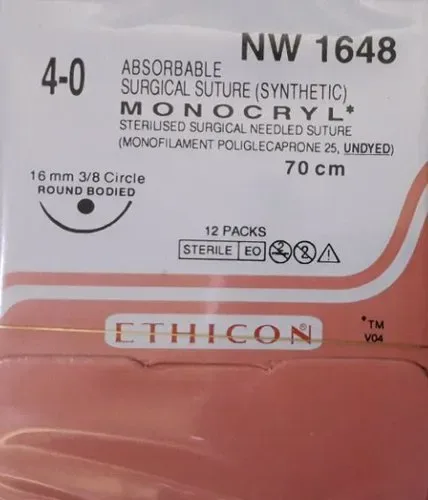 NW 1648
4-0
ABSORBABLE
SURGICAL SUTURE (SYNTHETIC)
MONOCRYL*
STERILISED SURGICAL NEEDLED SUTURE
(MONOFILAMENT POLIGLECAPRONE 25, UNDYED)
70 cm
16 mm 3/8 Circle
ROUND BODIED
12 PACKS
STERILE EO
2
ETHICON®
*TM
V04